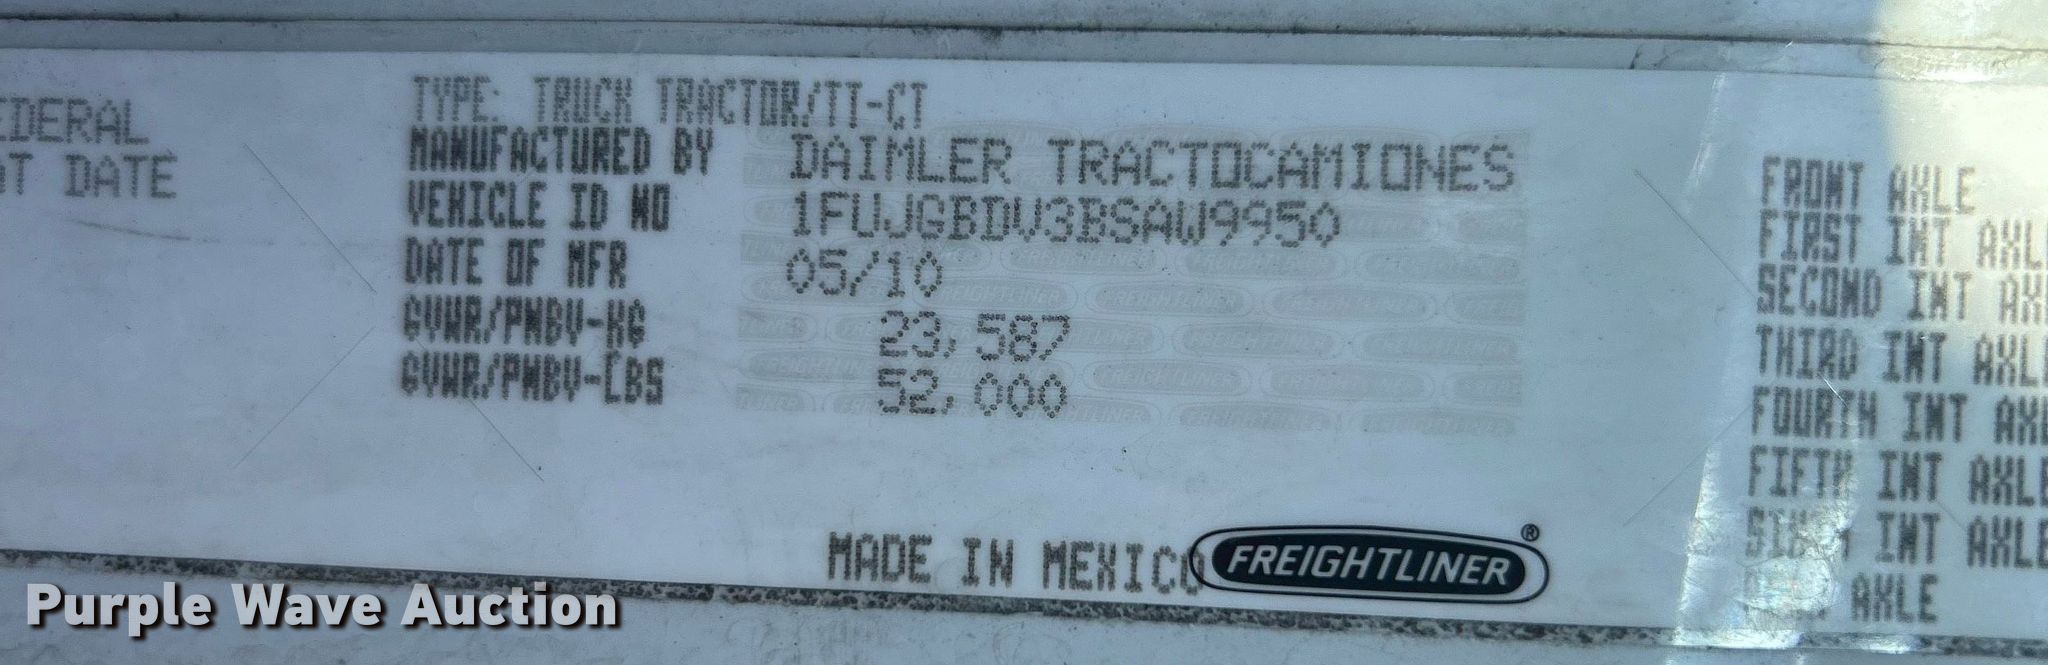 EDERAL
AT DATE
TYPE: TRUCK TRACTOR/TT-CT
MANUFACTURED BY DAIMLER TRACTOCAMIONES
VEHICLE ID NO 1FUJGBDV3BSAW9950
DATE OF MFR 05/10
GVWR/PMBV-KG 23,587
GVWR/PMBV-LBS 52,000
MADE IN MEXICO FREIGHTLINER®
FRONT AXLE
FIRST INT AXL
SECOND INT AX
THIRD INT AXL
FOURTH INT AX
FIFTH INT AXLE
SIXTH INT AXLE
AXLE
Purple Wave Auction